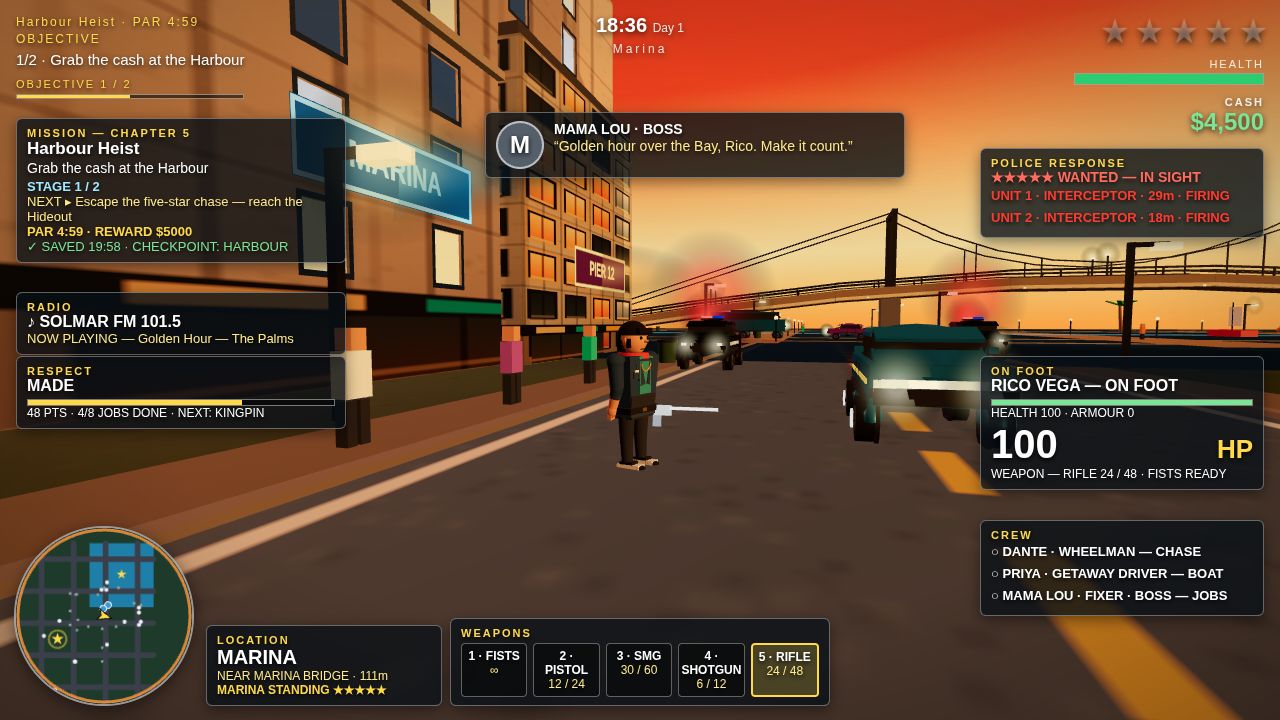 Harbour Heist · PAR 4:59
OBJECTIVE
1/2 · Grab the cash at the Harbour
OBJECTIVE 1 / 2
MISSION — CHAPTER 5
Harbour Heist
Grab the cash at the Harbour
STAGE 1 / 2
NEXT ▸ Escape the five-star chase — reach the
Hideout
PAR 4:59 · REWARD $5000
✓ SAVED 19:58 · CHECKPOINT: HARBOUR
RADIO
♪ SOLMAR FM 101.5
NOW PLAYING — Golden Hour — The Palms
RESPECT
MADE
48 PTS · 4/8 JOBS DONE · NEXT: KINGPIN
18:36 Day 1
Marina
M
MAMA LOU · BOSS
“Golden hour over the Bay, Rico. Make it count.”
MARINA
PIER 12
★★★★★
HEALTH
CASH
$4,500
POLICE RESPONSE
★★★★★ WANTED — IN SIGHT
UNIT 1 · INTERCEPTOR · 29m · FIRING
UNIT 2 · INTERCEPTOR · 18m · FIRING
ON FOOT
RICO VEGA — ON FOOT
HEALTH 100 · ARMOUR 0
100 HP
WEAPON — RIFLE 24 / 48 · FISTS READY
CREW
○ DANTE · WHEELMAN — CHASE
○ PRIYA · GETAWAY DRIVER — BOAT
○ MAMA LOU · FIXER · BOSS — JOBS
LOCATION
MARINA
NEAR MARINA BRIDGE · 111m
MARINA STANDING ★★★★★
WEAPONS
1 · FISTS
∞
2 ·
PISTOL
12 / 24
3 · SMG
30 / 60
4 ·
SHOTGUN
6 / 12
5 · RIFLE
24 / 48